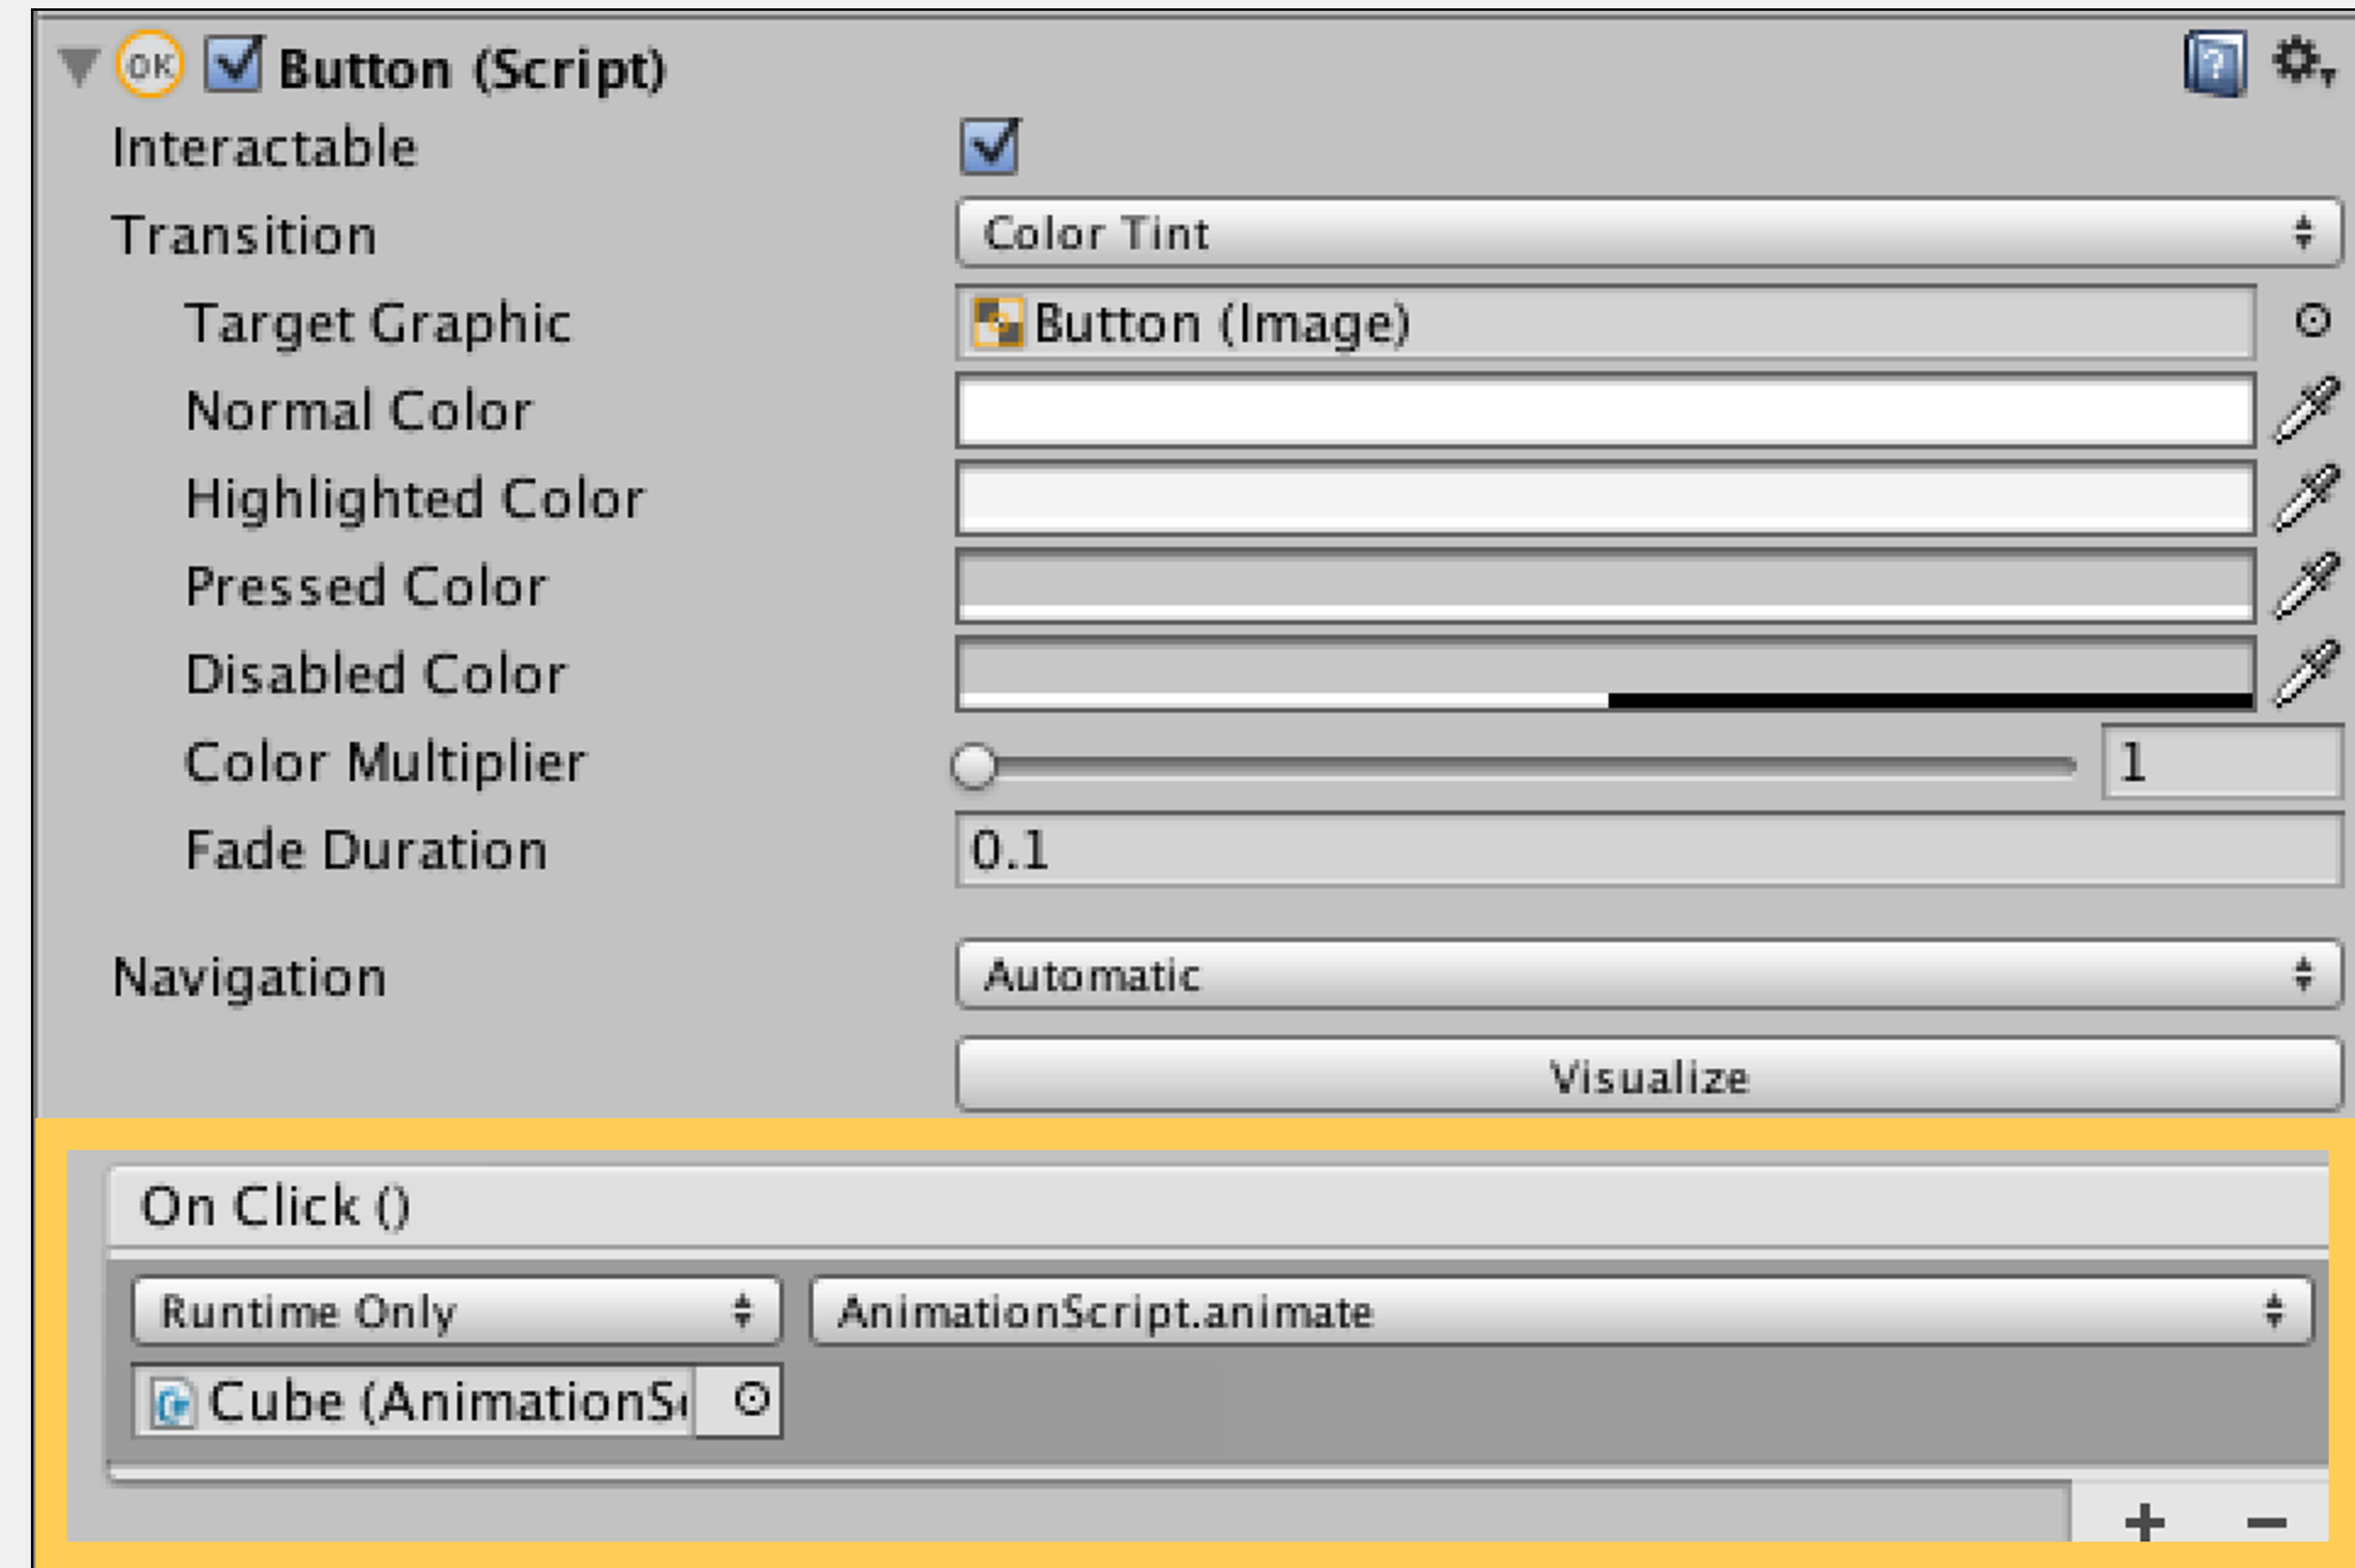 OK Button (Script) ?
Interactable
Transition Color Tint
Target Graphic Button (Image)
Normal Color
Highlighted Color
Pressed Color
Disabled Color
Color Multiplier 1
Fade Duration 0.1
Navigation Automatic
Visualize
On Click ()
Runtime Only AnimationScript.animate
Cube (AnimationSc
+ −